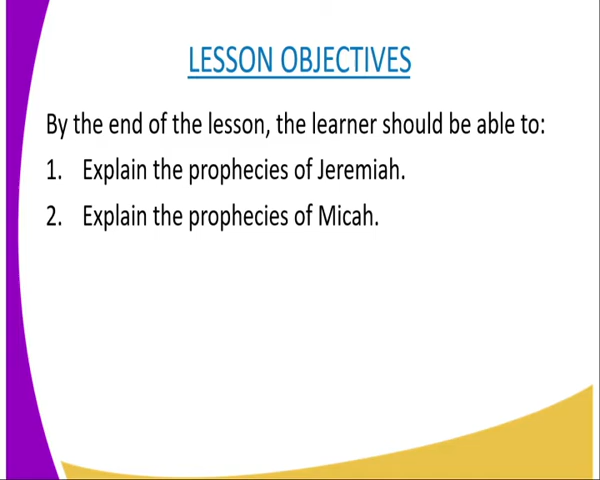 LESSON OBJECTIVES
By the end of the lesson, the learner should be able to:
1. Explain the prophecies of Jeremiah.
2. Explain the prophecies of Micah.